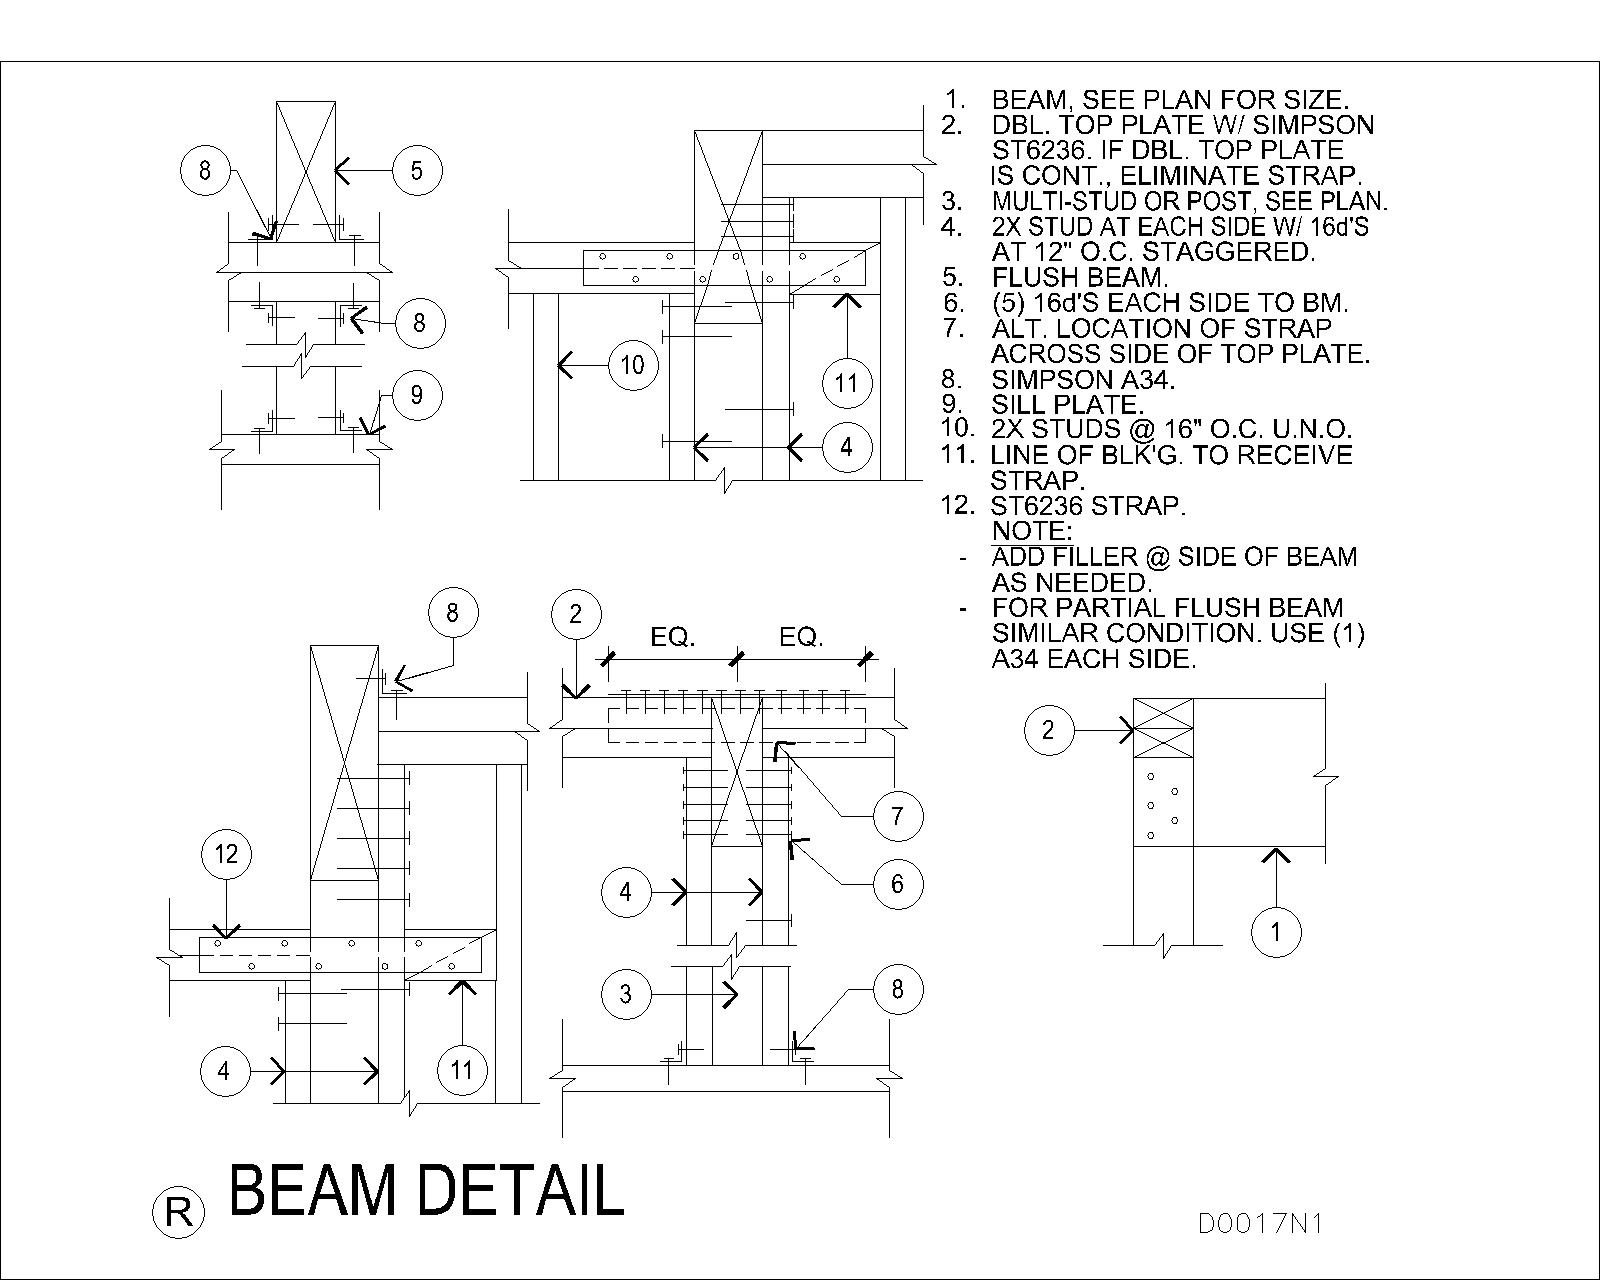 1. BEAM, SEE PLAN FOR SIZE.
2. DBL. TOP PLATE W/ SIMPSON
ST6236. IF DBL. TOP PLATE
IS CONT., ELIMINATE STRAP.
3. MULTI-STUD OR POST, SEE PLAN.
4. 2X STUD AT EACH SIDE W/ 16d'S
AT 12" O.C. STAGGERED.
5. FLUSH BEAM.
6. (5) 16d'S EACH SIDE TO BM.
7. ALT. LOCATION OF STRAP
ACROSS SIDE OF TOP PLATE.
8. SIMPSON A34.
9. SILL PLATE.
10. 2X STUDS @ 16" O.C. U.N.O.
11. LINE OF BLK'G. TO RECEIVE
STRAP.
12. ST6236 STRAP.
NOTE:
- ADD FILLER @ SIDE OF BEAM
AS NEEDED.
- FOR PARTIAL FLUSH BEAM
SIMILAR CONDITION. USE (1)
A34 EACH SIDE.
8
5
8
9
10
11
4
8
12
4
11
2
EQ. EQ.
7
6
4
3
8
2
1
R BEAM DETAIL
D0017N1